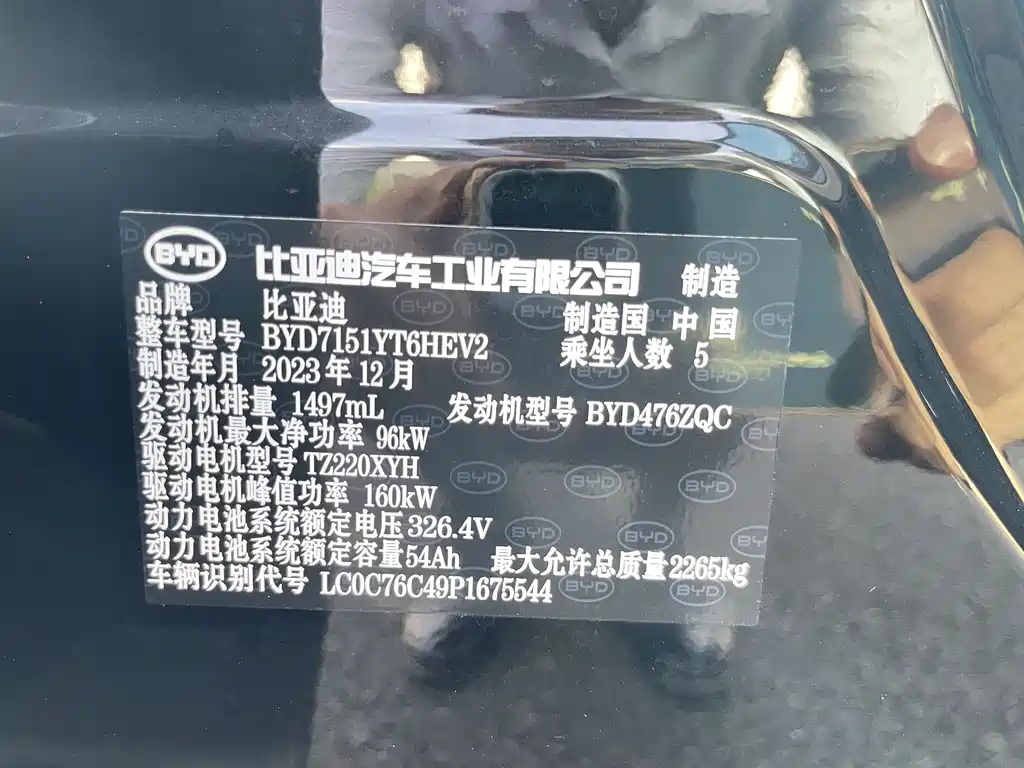 BYD 比亚迪汽车工业有限公司 制造
品牌 比亚迪 制造国 中国
整车型号 BYD7151YT6HEV2 乘坐人数 5
制造年月 2023年12月
发动机排量 1497mL 发动机型号 BYD476ZQC
发动机最大净功率 96kW
驱动电机型号 TZ220XYH
驱动电机峰值功率 160kW
动力电池系统额定电压 326.4V
动力电池系统额定容量 54Ah 最大允许总质量 2265kg
车辆识别代号 LC0C76C49P1675544